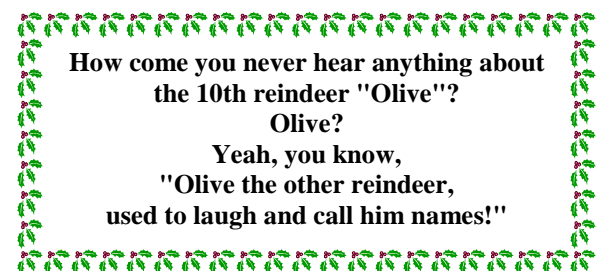 How come you never hear anything about
the 10th reindeer "Olive"?
Olive?
Yeah, you know,
"Olive the other reindeer,
used to laugh and call him names!"